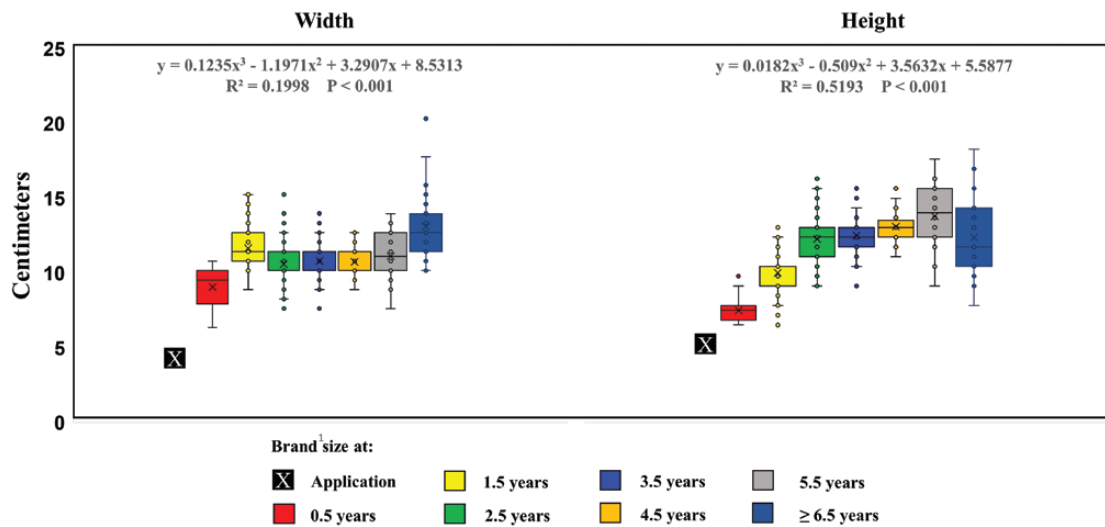 Width
Height
25
20
15
10
5
0
Centimeters
y = 0.1235x³ - 1.1971x² + 3.2907x + 8.5313
R² = 0.1998 P < 0.001
y = 0.0182x³ - 0.509x² + 3.5632x + 5.5877
R² = 0.5193 P < 0.001
X
X
Brand¹ size at:
X Application
1.5 years
3.5 years
5.5 years
0.5 years
2.5 years
4.5 years
≥ 6.5 years